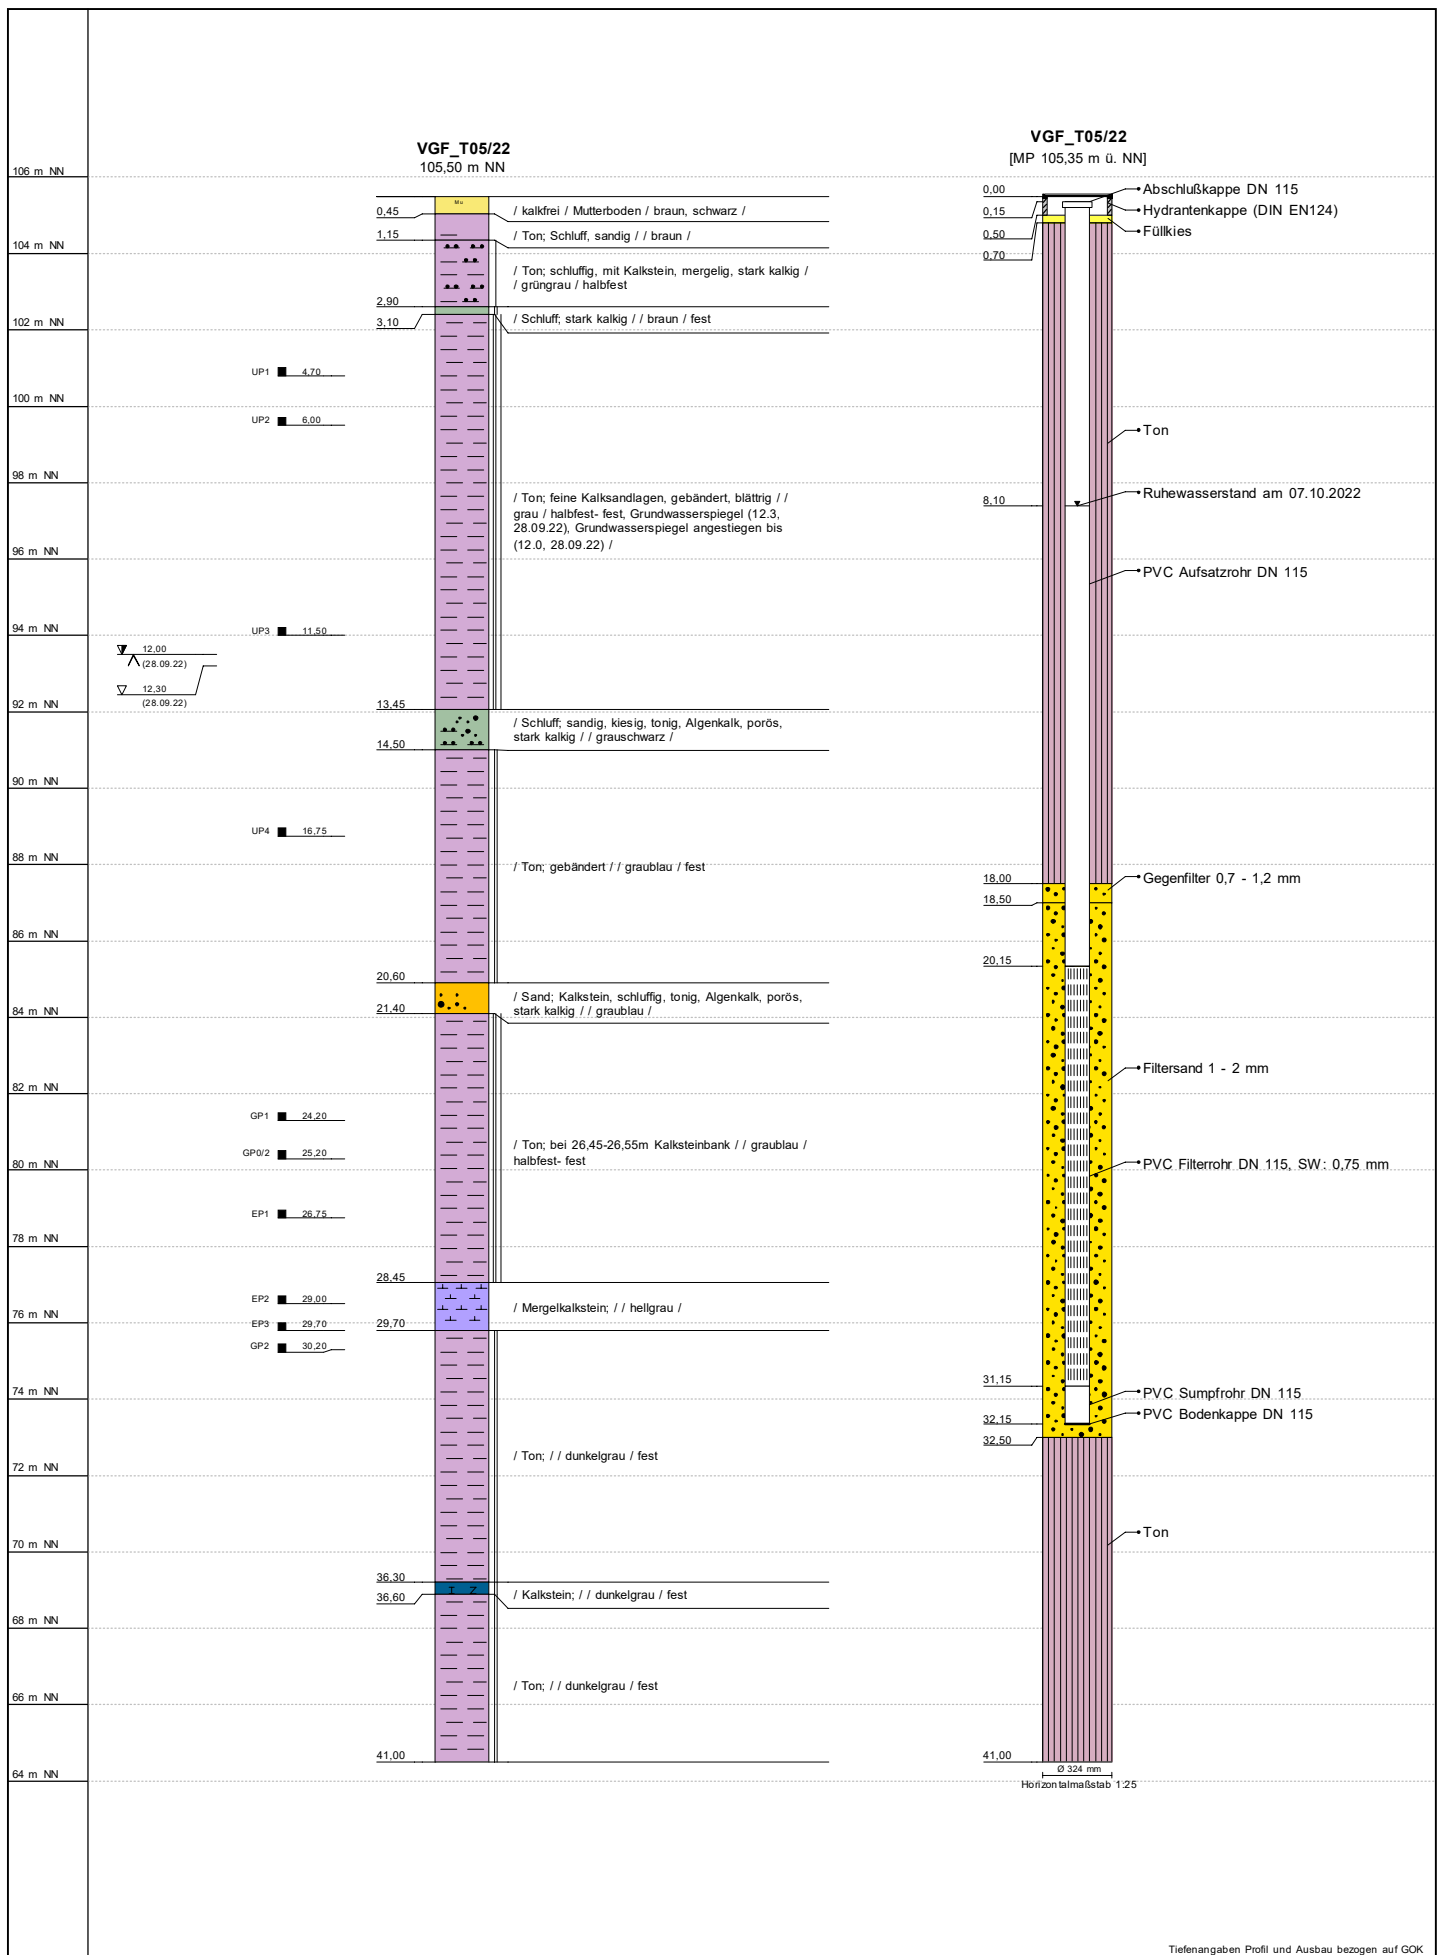 VGF_T05/22
105,50 m NN
VGF_T05/22
[MP 105,35 m ü. NN]
106 m NN
104 m NN
102 m NN
100 m NN
98 m NN
96 m NN
94 m NN
92 m NN
90 m NN
88 m NN
86 m NN
84 m NN
82 m NN
80 m NN
78 m NN
76 m NN
74 m NN
72 m NN
70 m NN
68 m NN
66 m NN
64 m NN
12,00
(28.09.22)
12,30
(28.09.22)
UP1 4,70
UP2 6,00
UP3 11,50
UP4 16,75
GP1 24,20
GP0/2 25,20
EP1 26,75
EP2 29,00
EP3 29,70
GP2 30,20
Mu
0,45
/ kalkfrei / Mutterboden / braun, schwarz /
1,15
/ Ton; Schluff, sandig / / braun /
/ Ton; schluffig, mit Kalkstein, mergelig, stark kalkig /
/ grüngrau / halbfest
2,90
3,10
/ Schluff; stark kalkig / / braun / fest
/ Ton; feine Kalksandlagen, gebändert, blättrig / /
grau / halbfest- fest, Grundwasserspiegel (12.3,
28.09.22), Grundwasserspiegel angestiegen bis
(12.0, 28.09.22) /
13,45
/ Schluff; sandig, kiesig, tonig, Algenkalk, porös,
stark kalkig / / grauschwarz /
14,50
/ Ton; gebändert / / graublau / fest
20,60
/ Sand; Kalkstein, schluffig, tonig, Algenkalk, porös,
stark kalkig / / graublau /
21,40
/ Ton; bei 26,45-26,55m Kalksteinbank / / graublau /
halbfest- fest
28,45
/ Mergelkalkstein; / / hellgrau /
29,70
/ Ton; / / dunkelgrau / fest
36,30
I Z
/ Kalkstein; / / dunkelgrau / fest
36,60
/ Ton; / / dunkelgrau / fest
41,00
0,00
0,15
0,50
0,70
8,10
18,00
18,50
20,15
31,15
32,15
32,50
41,00
Abschlußkappe DN 115
Hydrantenkappe (DIN EN124)
Füllkies
Ton
Ruhewasserstand am 07.10.2022
PVC Aufsatzrohr DN 115
Gegenfilter 0,7 - 1,2 mm
Filtersand 1 - 2 mm
PVC Filterrohr DN 115, SW: 0,75 mm
PVC Sumpfrohr DN 115
PVC Bodenkappe DN 115
Ton
Ø 324 mm
Horizontalmaßstab 1:25
Tiefenangaben Profil und Ausbau bezogen auf GOK